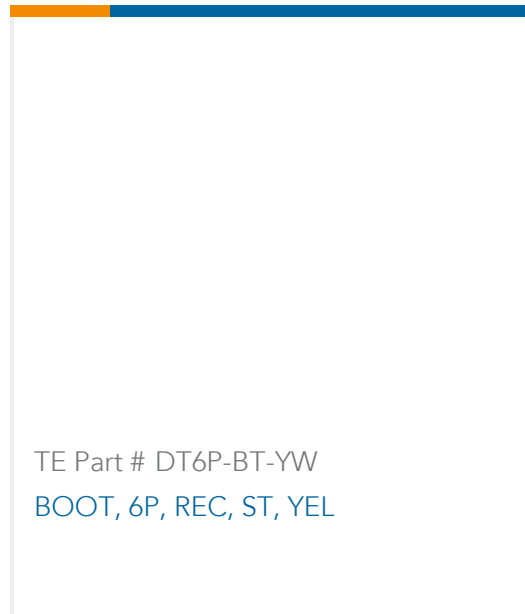 TE Part # DT6P-BT-YW
BOOT, 6P, REC, ST, YEL